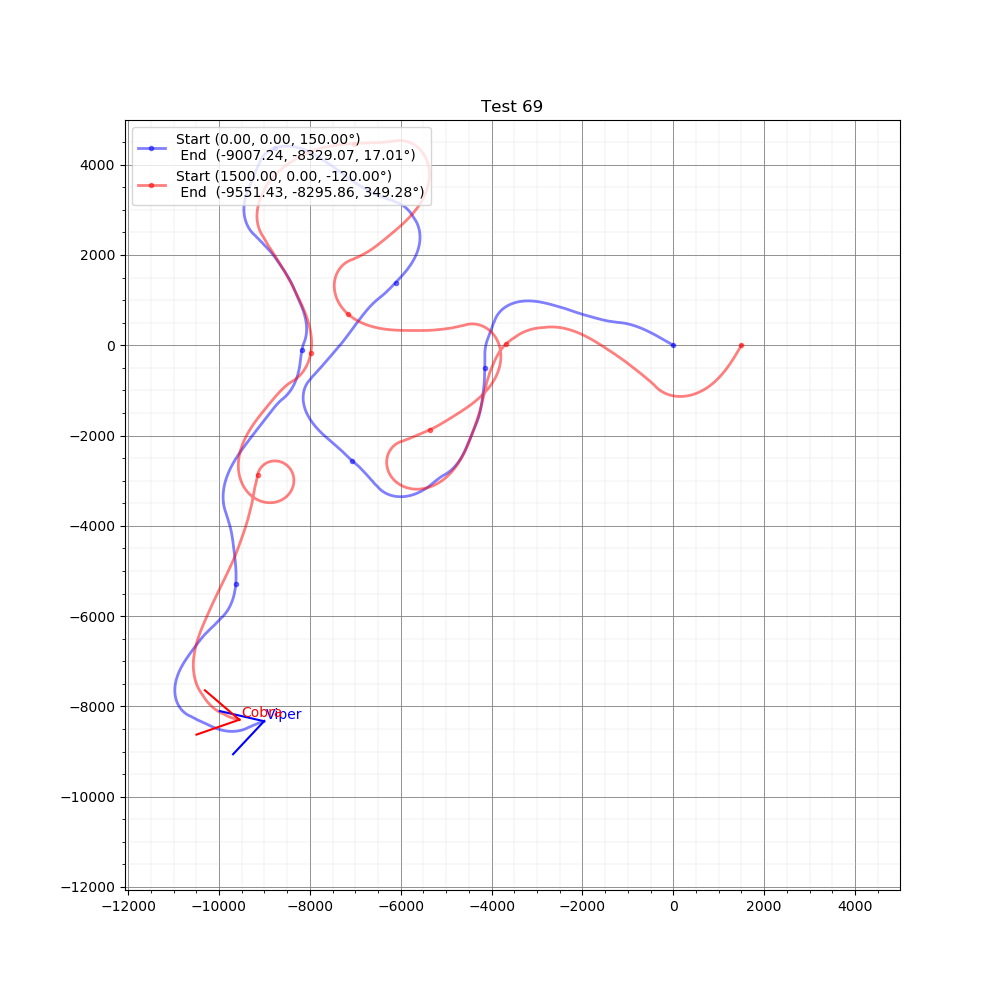 Test 69
Start (0.00, 0.00, 150.00°)
End (-9007.24, -8329.07, 17.01°)
Start (1500.00, 0.00, -120.00°)
End (-9551.43, -8295.86, 349.28°)
4000
2000
0
−2000
−4000
−6000
−8000
−10000
−12000
Cobra
Viper
−12000 −10000 −8000 −6000 −4000 −2000 0 2000 4000